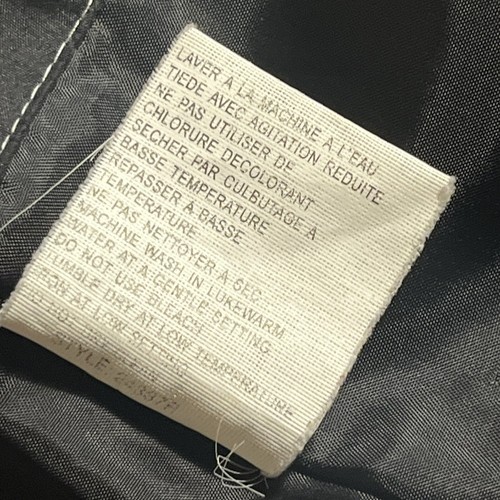 LAVER A LA MACHINE A L'EAU
TIEDE AVEC AGITATION REDUITE
NE PAS UTILISER DE
CHLORURE DECOLORANT
SECHER PAR CULBUTAGE A
BASSE TEMPERATURE
REPASSER A BASSE
TEMPERATURE
NE PAS NETTOYER A SEC
MACHINE WASH IN LUKEWARM
WATER AT A GENTLE SETTING
DO NOT USE BLEACH
TUMBLE DRY AT LOW TEMPERATURE
IRON AT LOW SETTING
STYLE: